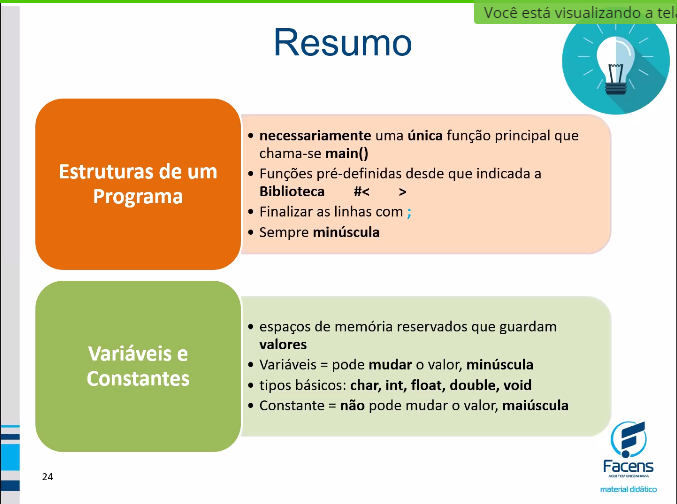 Você está visualizando a tela
Resumo
Estruturas de um
Programa
• necessariamente uma única função principal que
chama-se main()
• Funções pré-definidas desde que indicada a
Biblioteca #< >
• Finalizar as linhas com ;
• Sempre minúscula
Variáveis e
Constantes
• espaços de memória reservados que guardam
valores
• Variáveis = pode mudar o valor, minúscula
• tipos básicos: char, int, float, double, void
• Constante = não pode mudar o valor, maiúscula
24
Facens
material didático